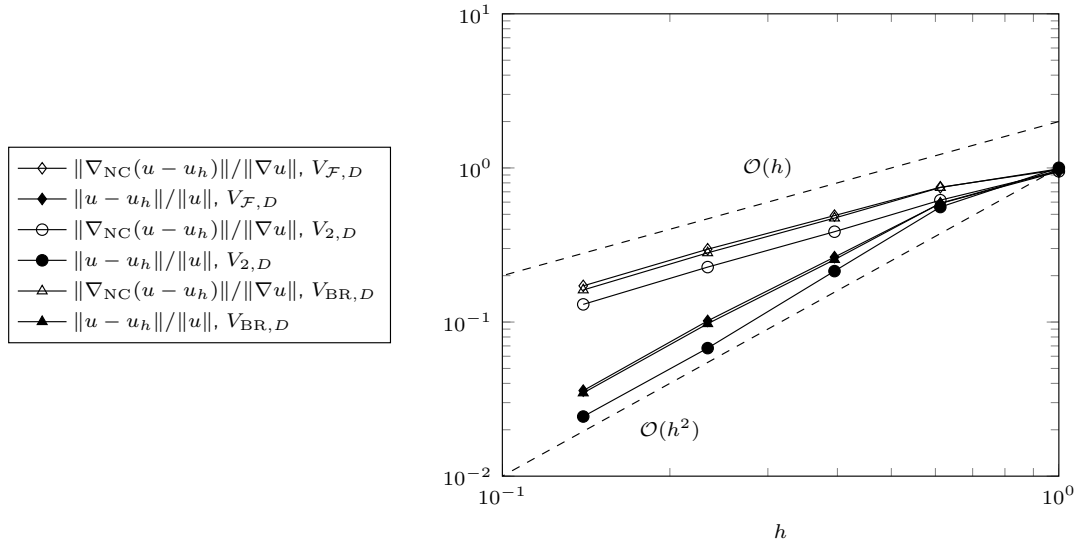 ‖∇_NC(u − u_h)‖/‖∇u‖, V_{𝓕,D}
‖u − u_h‖/‖u‖, V_{𝓕,D}
‖∇_NC(u − u_h)‖/‖∇u‖, V_{2,D}
‖u − u_h‖/‖u‖, V_{2,D}
‖∇_NC(u − u_h)‖/‖∇u‖, V_{BR,D}
‖u − u_h‖/‖u‖, V_{BR,D}
10^1
10^0
10^{−1}
10^{−2}
𝒪(h)
𝒪(h^2)
10^{−1}
10^0
h